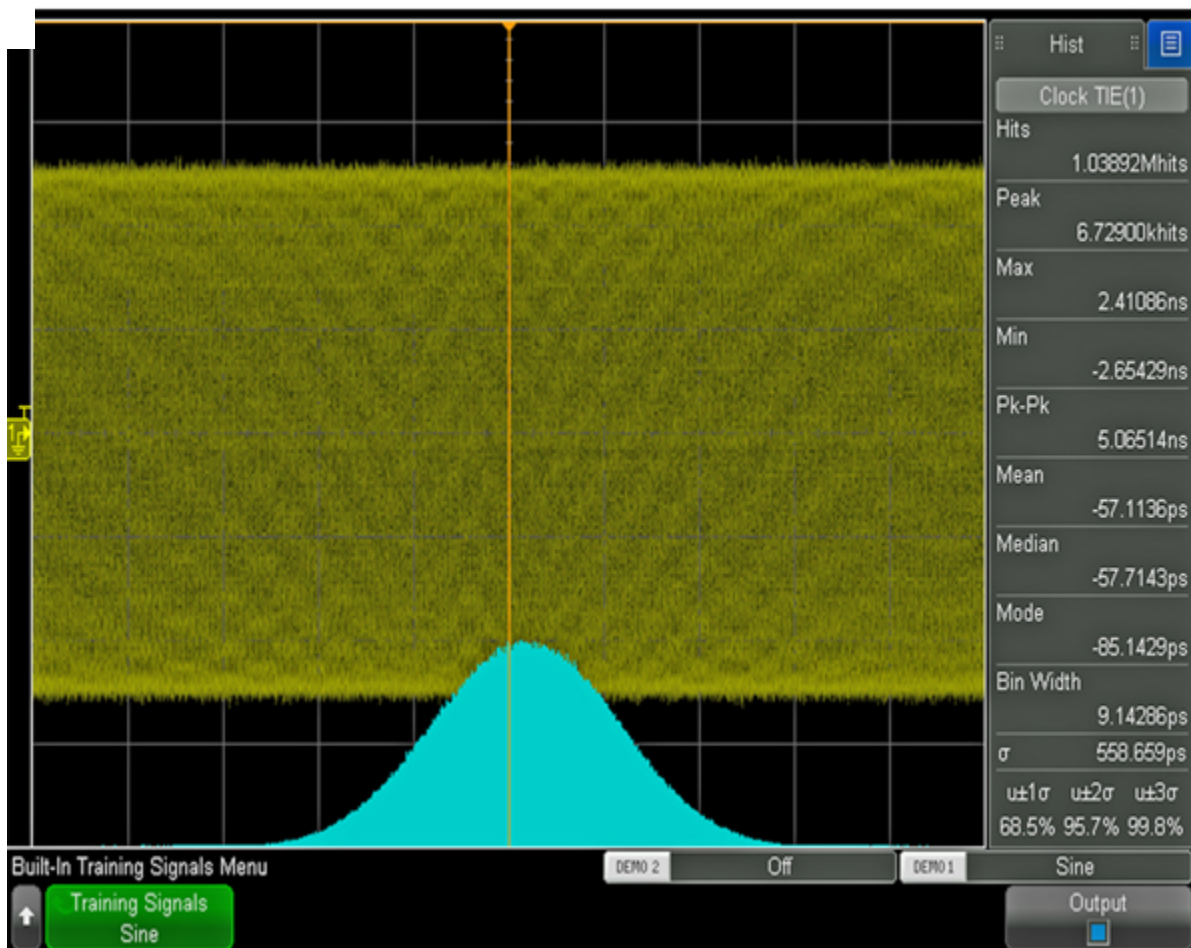 Hist
Clock TIE(1)
Hits
1.03892Mhits
Peak
6.72900khits
Max
2.41086ns
Min
-2.65429ns
Pk-Pk
5.06514ns
Mean
-57.1136ps
Median
-57.7143ps
Mode
-85.1429ps
Bin Width
9.14286ps
σ 558.659ps
u±1σ u±2σ u±3σ
68.5% 95.7% 99.8%
T
1
Built-In Training Signals Menu
DEMO 2 Off DEMO 1 Sine
Training Signals
Sine
Output